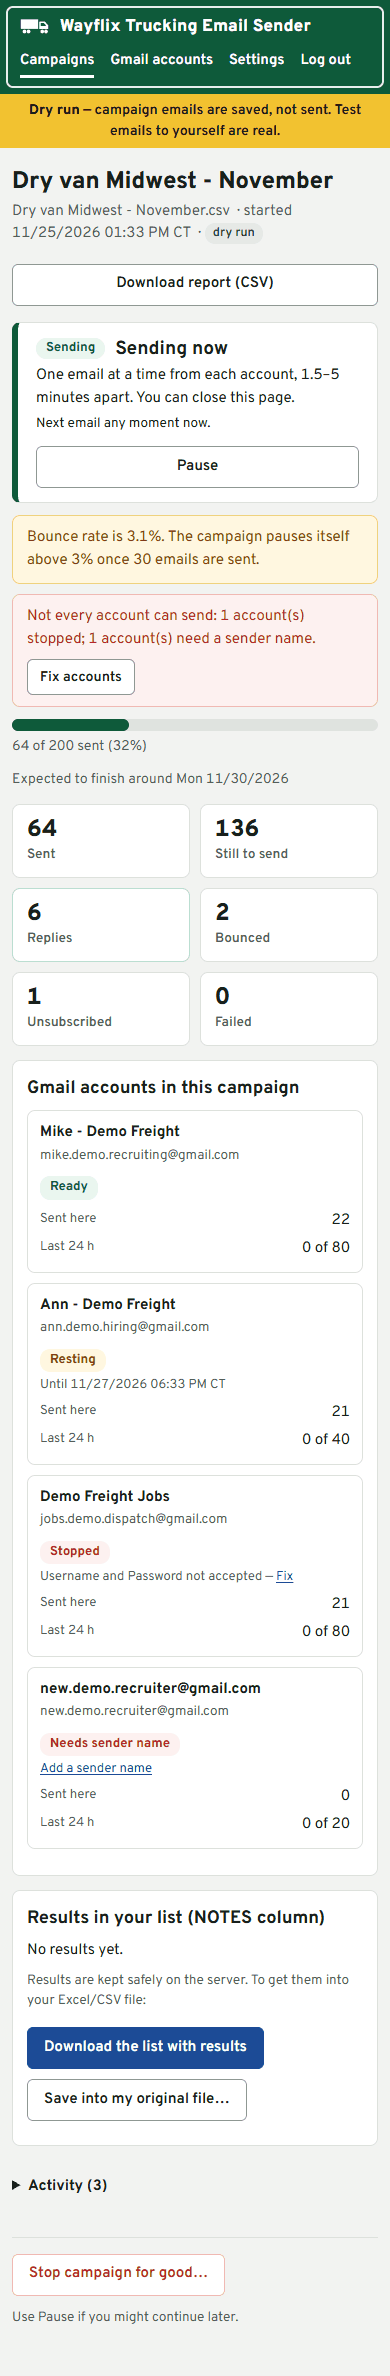 Wayflix Trucking Email Sender
Campaigns Gmail accounts Settings Log out
Dry run — campaign emails are saved, not sent. Test
emails to yourself are real.
Dry van Midwest - November
Dry van Midwest - November.csv · started
11/25/2026 01:33 PM CT · dry run
Download report (CSV)
Sending Sending now
One email at a time from each account, 1.5–5
minutes apart. You can close this page.
Next email any moment now.
Pause
Bounce rate is 3.1%. The campaign pauses itself
above 3% once 30 emails are sent.
Not every account can send: 1 account(s)
stopped; 1 account(s) need a sender name.
Fix accounts
64 of 200 sent (32%)
Expected to finish around Mon 11/30/2026
64 136
Sent Still to send
6 2
Replies Bounced
1 0
Unsubscribed Failed
Gmail accounts in this campaign
Mike - Demo Freight
mike.demo.recruiting@gmail.com
Ready
Sent here 22
Last 24 h 0 of 80
Ann - Demo Freight
ann.demo.hiring@gmail.com
Resting
Until 11/27/2026 06:33 PM CT
Sent here 21
Last 24 h 0 of 40
Demo Freight Jobs
jobs.demo.dispatch@gmail.com
Stopped
Username and Password not accepted — Fix
Sent here 21
Last 24 h 0 of 80
new.demo.recruiter@gmail.com
new.demo.recruiter@gmail.com
Needs sender name
Add a sender name
Sent here 0
Last 24 h 0 of 20
Results in your list (NOTES column)
No results yet.
Results are kept safely on the server. To get them into
your Excel/CSV file:
Download the list with results
Save into my original file...
Activity (3)
Stop campaign for good...
Use Pause if you might continue later.